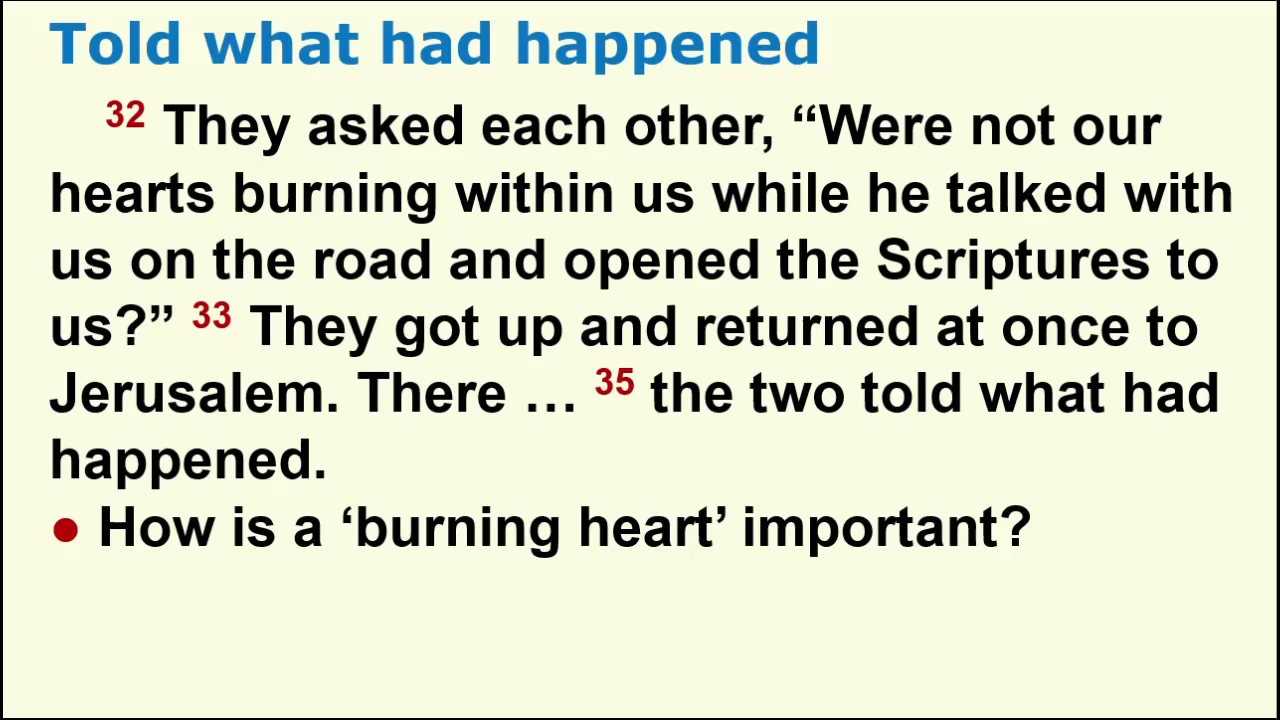 Told what had happened
32 They asked each other, “Were not our
hearts burning within us while he talked with
us on the road and opened the Scriptures to
us?” 33 They got up and returned at once to
Jerusalem. There … 35 the two told what had
happened.
● How is a ‘burning heart’ important?